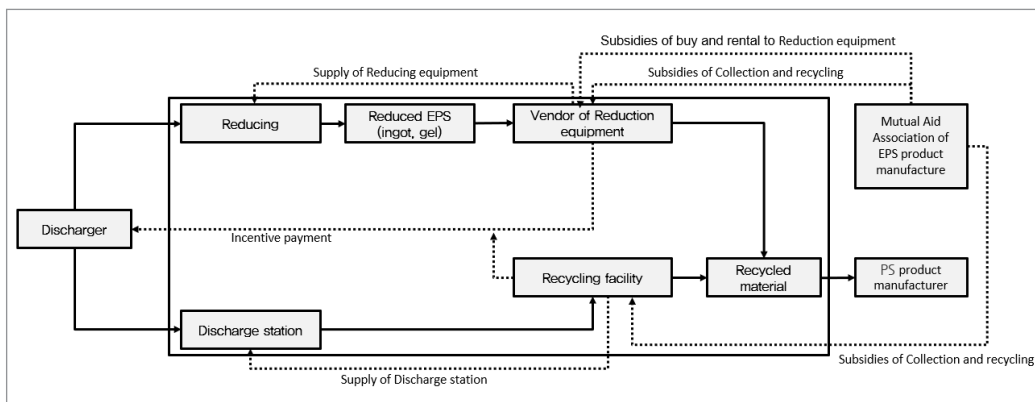 Subsidies of buy and rental to Reduction equipment
Supply of Reducing equipment
Subsidies of Collection and recycling
Reducing
Reduced EPS
(ingot, gel)
Vendor of Reduction
equipment
Mutual Aid
Association of
EPS product
manufacture
Discharger
Incentive payment
Recycling facility
Recycled
material
PS product
manufacturer
Discharge station
Subsidies of Collection and recycling
Supply of Discharge station